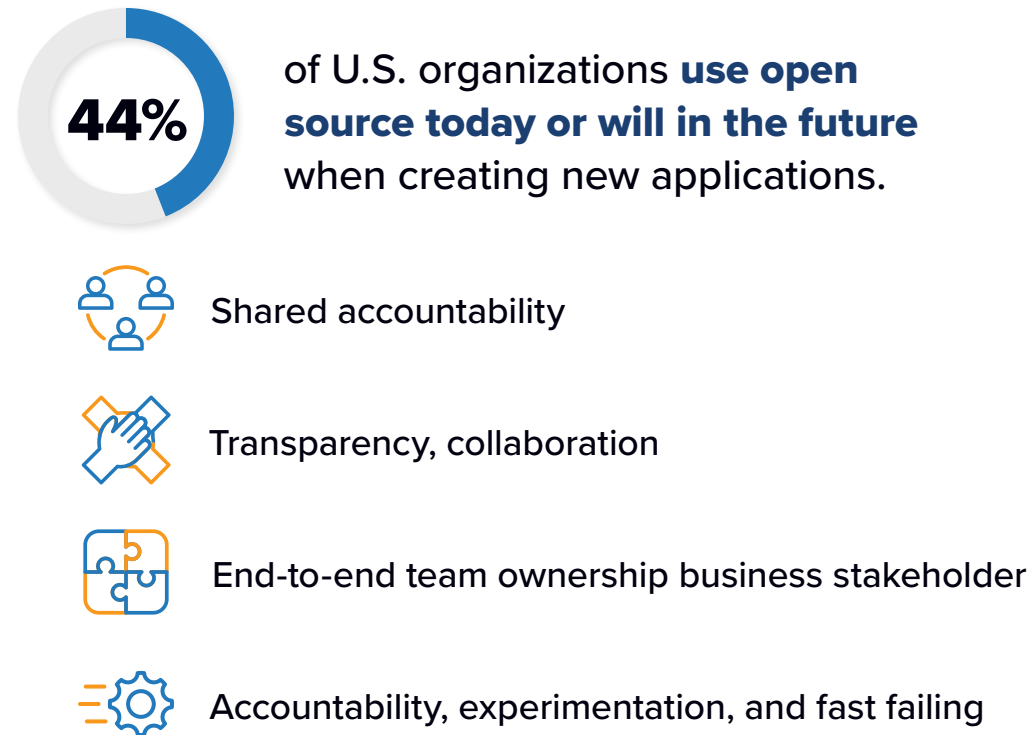 44%
of U.S. organizations use open
source today or will in the future
when creating new applications.
Shared accountability
Transparency, collaboration
End-to-end team ownership business stakeholder
Accountability, experimentation, and fast failing